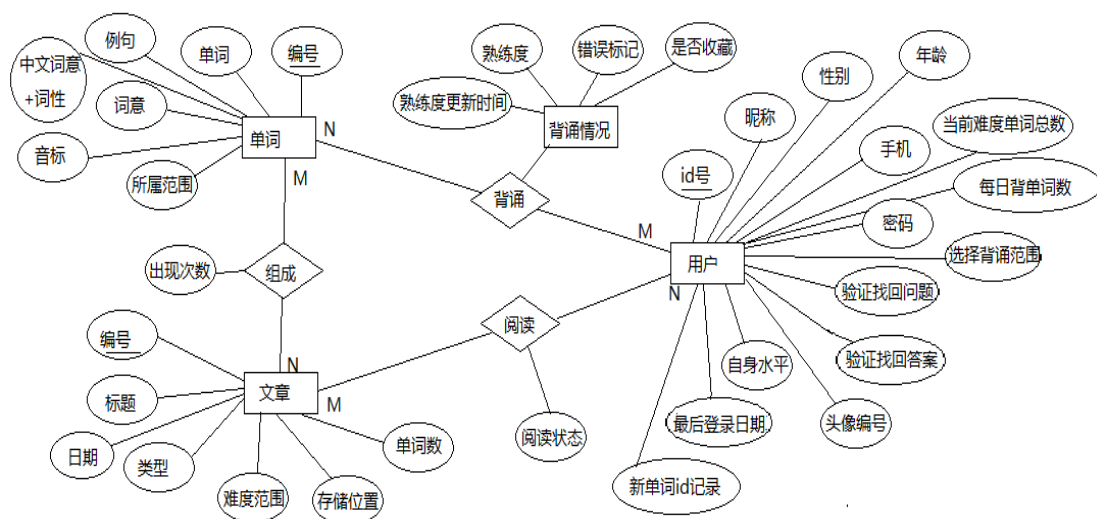 例句
单词
编号
中文词意
+词性
词意
音标
所属范围
单词
N
M
熟练度
错误标记
是否收藏
熟练度更新时间
背诵情况
背诵
M
年龄
性别
昵称
当前难度单词总数
手机
id号
每日背单词数
密码
用户
选择背诵范围
N
验证找回问题
出现次数
组成
阅读
验证找回答案
自身水平
编号
N
文章
M
标题
最后登录日期
头像编号
日期
类型
单词数
阅读状态
难度范围
存储位置
新单词id记录